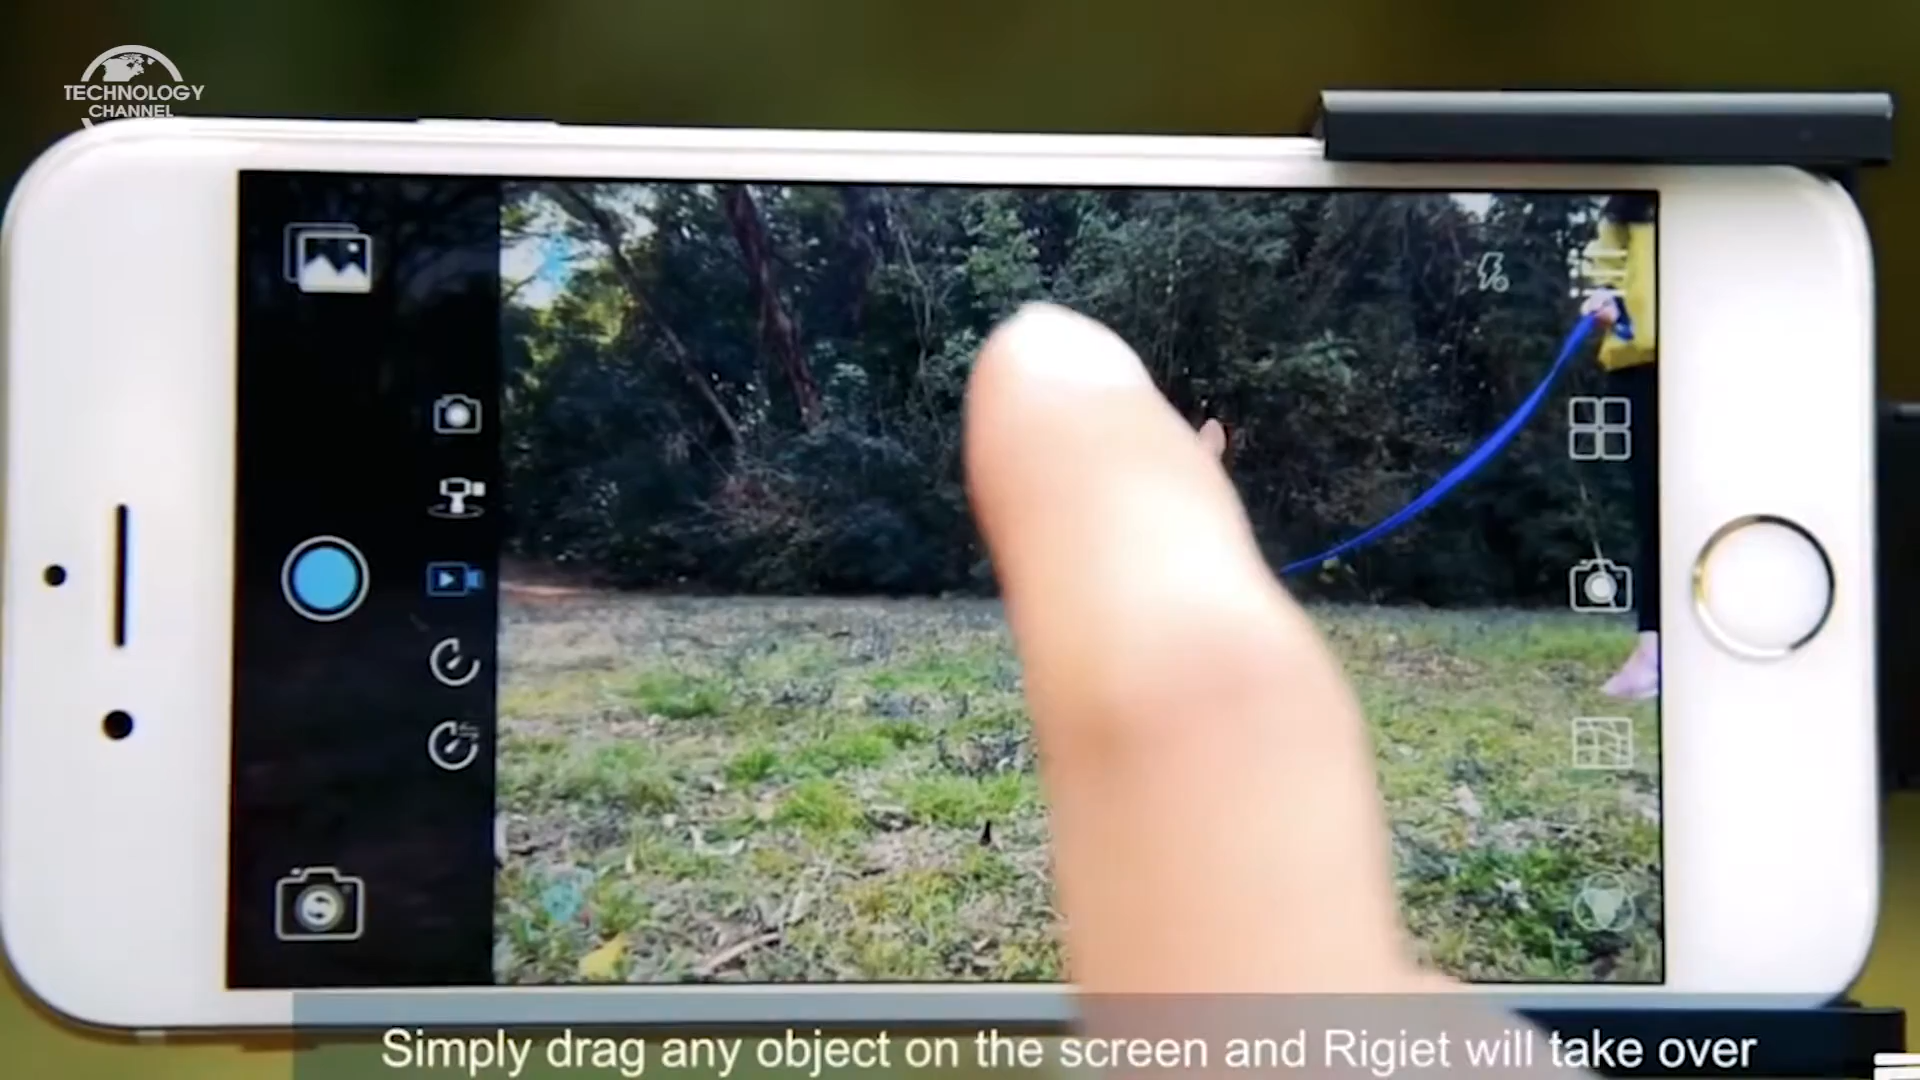 TECHNOLOGY
CHANNEL
Simply drag any object on the screen and Rigiet will take over